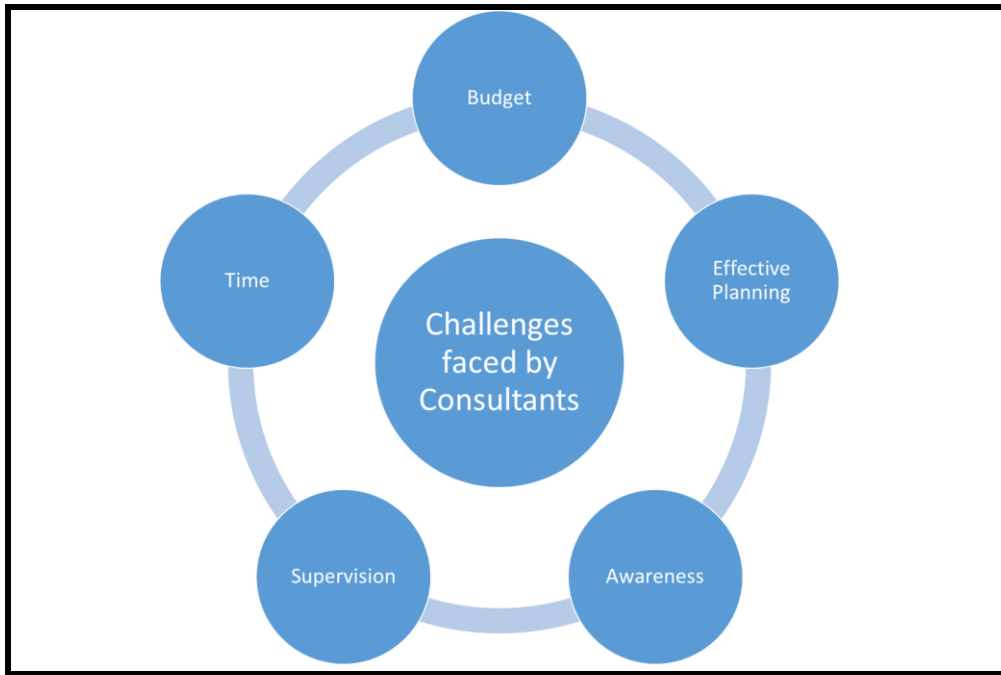 Budget
Effective
Planning
Awareness
Supervision
Time
Challenges
faced by
Consultants